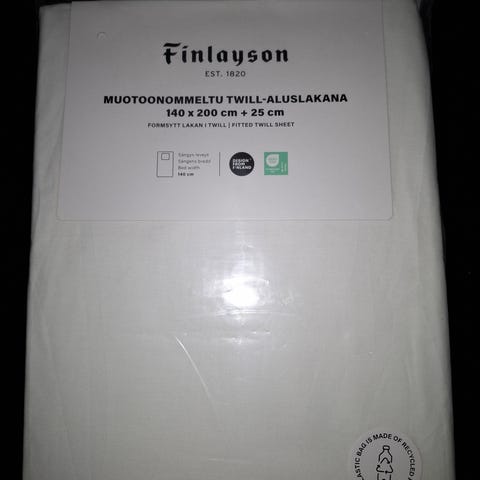 Finlayson
EST. 1820
MUOTOONOMMELTU TWILL-ALUSLAKANA
140 x 200 cm + 25 cm
FORMSYTT LAKAN I TWILL | FITTED TWILL SHEET
Sängyn leveys
Sängens bredd
Bed width
140 cm
DESIGN
FROM
FINLAND
PLASTIC BAG IS MADE OF RECYCLED